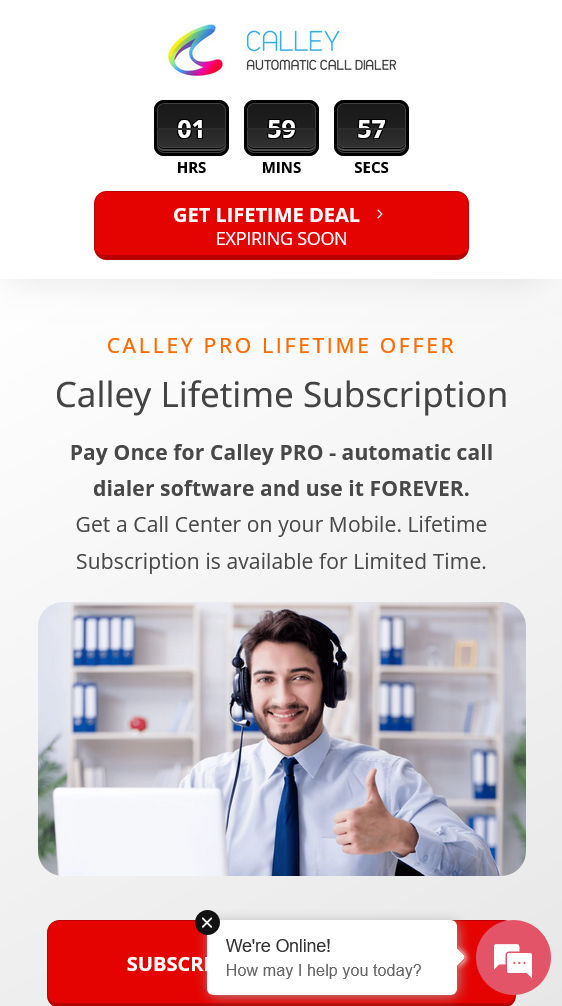 CALLEY
AUTOMATIC CALL DIALER
01 59 57
HRS MINS SECS
GET LIFETIME DEAL
EXPIRING SOON
CALLEY PRO LIFETIME OFFER
Calley Lifetime Subscription
Pay Once for Calley PRO - automatic call
dialer software and use it FOREVER.
Get a Call Center on your Mobile. Lifetime
Subscription is available for Limited Time.
We're Online!
How may I help you today?